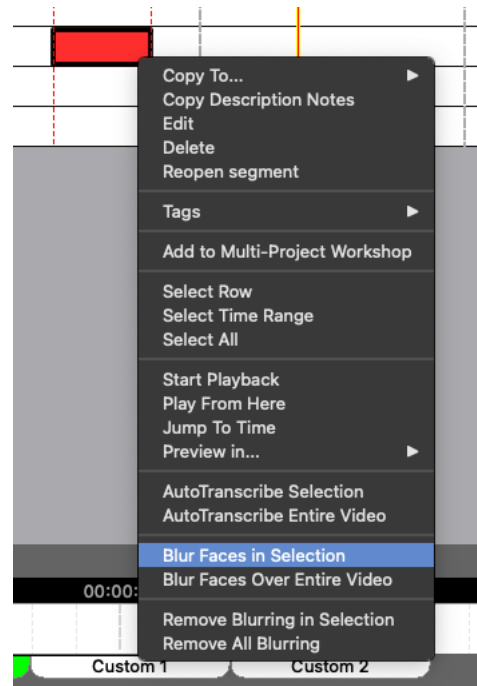 Copy To...
Copy Description Notes
Edit
Delete
Reopen segment
Tags
Add to Multi-Project Workshop
Select Row
Select Time Range
Select All
Start Playback
Play From Here
Jump To Time
Preview in...
AutoTranscribe Selection
AutoTranscribe Entire Video
Blur Faces in Selection
Blur Faces Over Entire Video
00:00:
Remove Blurring in Selection
Remove All Blurring
Custom 1 Custom 2